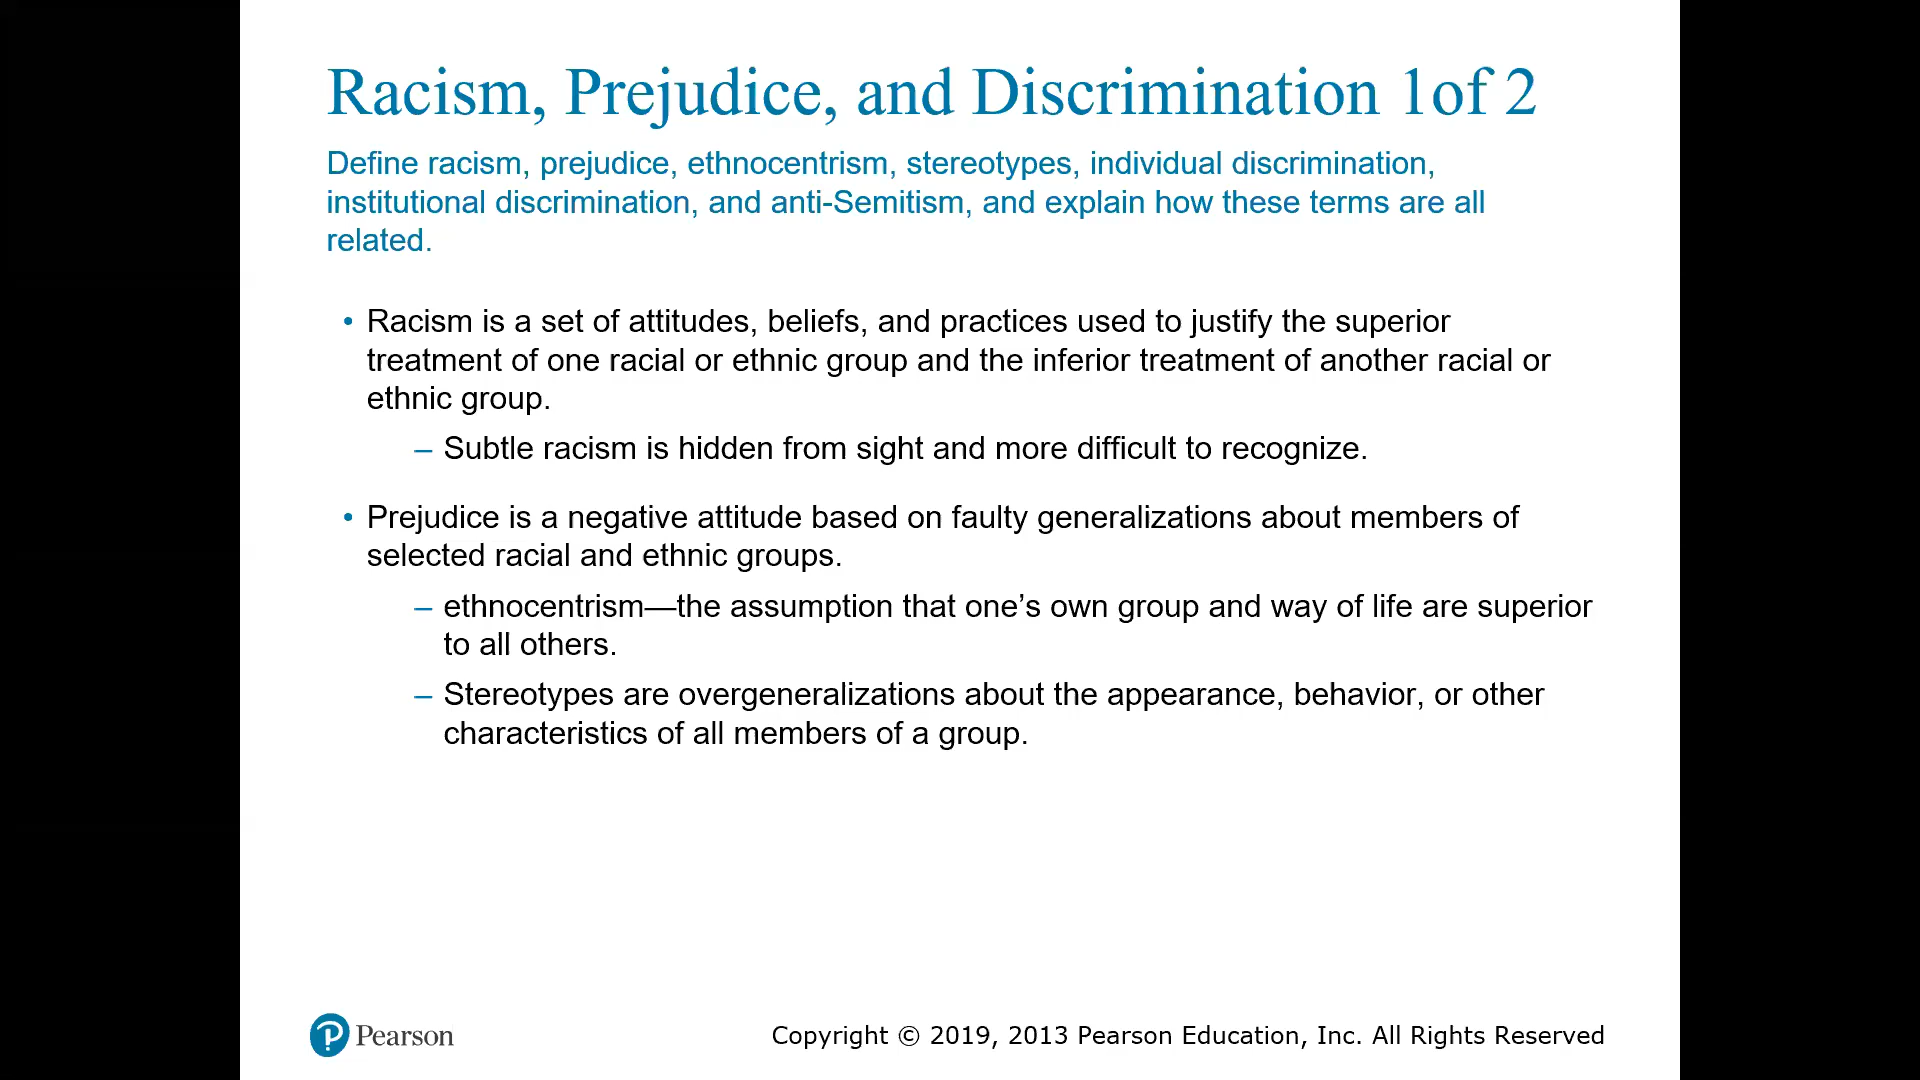 Racism, Prejudice, and Discrimination 1of 2
Define racism, prejudice, ethnocentrism, stereotypes, individual discrimination,
institutional discrimination, and anti-Semitism, and explain how these terms are all
related.
• Racism is a set of attitudes, beliefs, and practices used to justify the superior
treatment of one racial or ethnic group and the inferior treatment of another racial or
ethnic group.
– Subtle racism is hidden from sight and more difficult to recognize.
• Prejudice is a negative attitude based on faulty generalizations about members of
selected racial and ethnic groups.
– ethnocentrism—the assumption that one’s own group and way of life are superior
to all others.
– Stereotypes are overgeneralizations about the appearance, behavior, or other
characteristics of all members of a group.
Pearson
Copyright © 2019, 2013 Pearson Education, Inc. All Rights Reserved